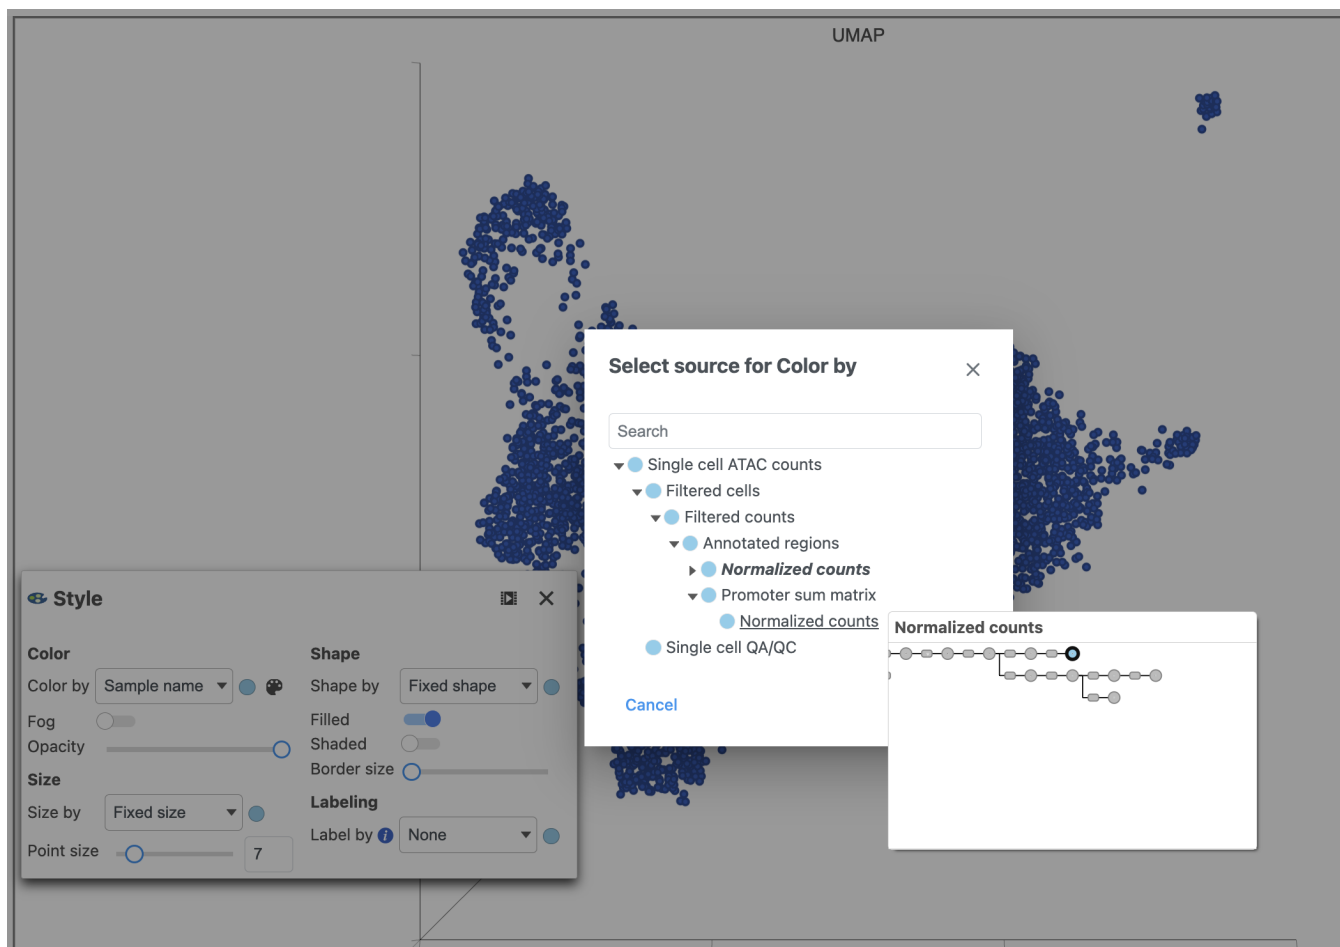 UMAP
Select source for Color by
Search
Single cell ATAC counts
Filtered cells
Filtered counts
Annotated regions
Normalized counts
Promoter sum matrix
Normalized counts
Single cell QA/QC
Cancel
Normalized counts
Style
Color
Color by Sample name
Fog
Opacity
Size
Size by Fixed size
Point size 7
Shape
Shape by Fixed shape
Filled
Shaded
Border size
Labeling
Label by i None